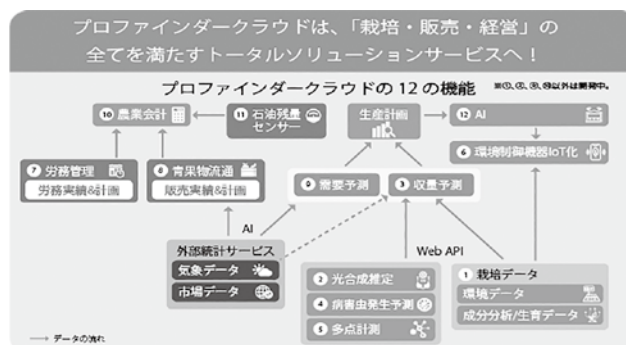 プロファインダークラウドは、「栽培・販売・経営」の
全てを満たすトータルソリューションサービスへ！
プロファインダークラウドの12の機能
⑩ 農業会計
⑪ 石油残量
センサー
生産計画
⑫ AI
⑦ 労務管理
労務実績&計画
⑧ 青果物流通
販売実績&計画
需要予測
③ 収量予測
⑥ 環境制御機器IoT化
AI
外部統計サービス
気象データ
市場データ
Web API
② 光合成推定
④ 病害虫発生予測
⑤ 多点計測
① 栽培データ
環境データ
成分分析/生育データ
データの流れ